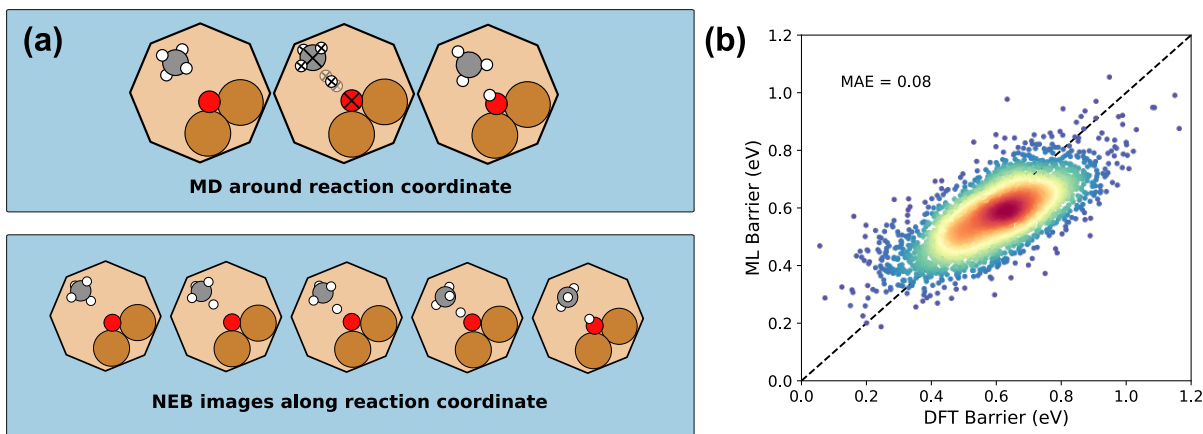 (a)
MD around reaction coordinate
NEB images along reaction coordinate
(b)
MAE = 0.08
ML Barrier (eV)
1.2
1.0
0.8
0.6
0.4
0.2
0.0
0.0 0.2 0.4 0.6 0.8 1.0 1.2
DFT Barrier (eV)